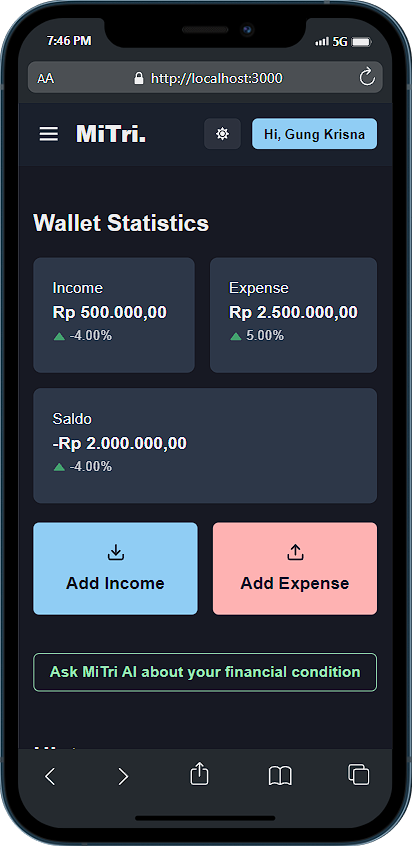 7:46 PM
5G
AA
http://localhost:3000
MiTri.
Hi, Gung Krisna
Wallet Statistics
Income
Rp 500.000,00
-4.00%
Expense
Rp 2.500.000,00
5.00%
Saldo
-Rp 2.000.000,00
-4.00%
Add Income
Add Expense
Ask MiTri AI about your financial condition